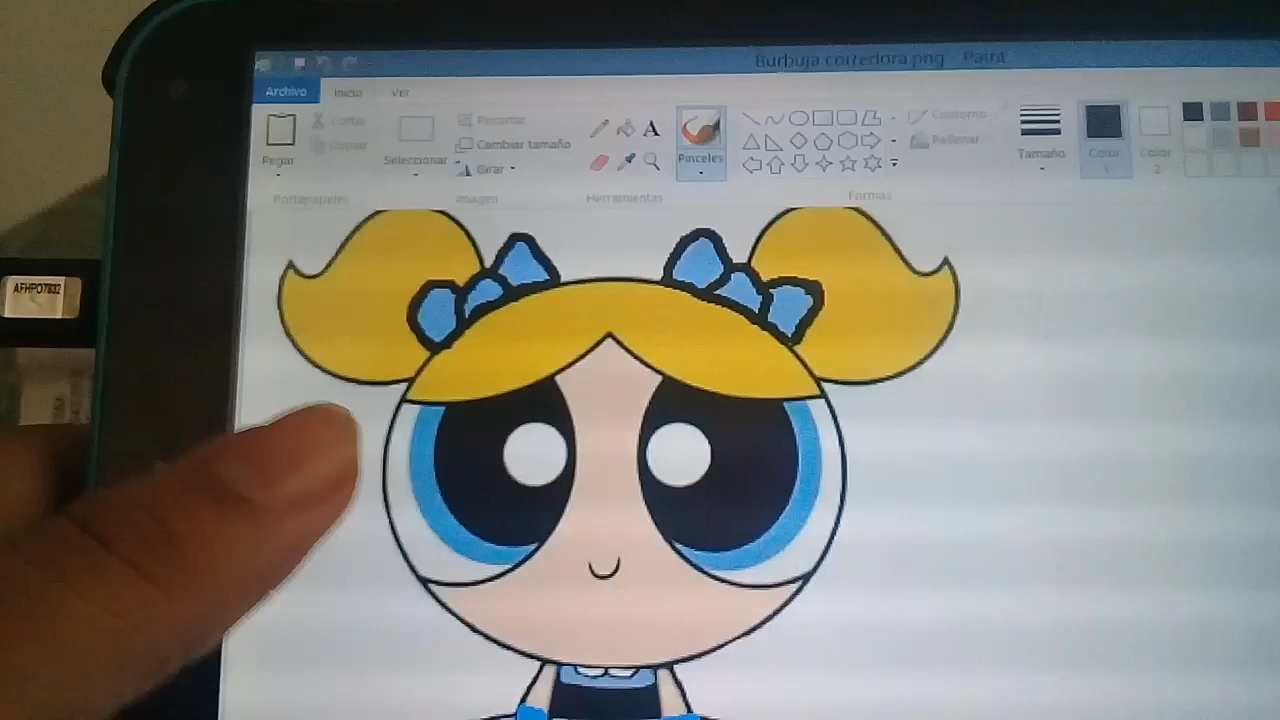 Burbuja corredora.png - Paint
Archivo Inicio Ver
Pegar
Cortar
Copiar
Seleccionar
Recortar
Cambiar tamaño
Girar
A
Pinceles
Contorno
Rellenar
Tamaño
Color
1
Color
2
Portapapeles Imagen Herramientas Formas
AFHPO7832